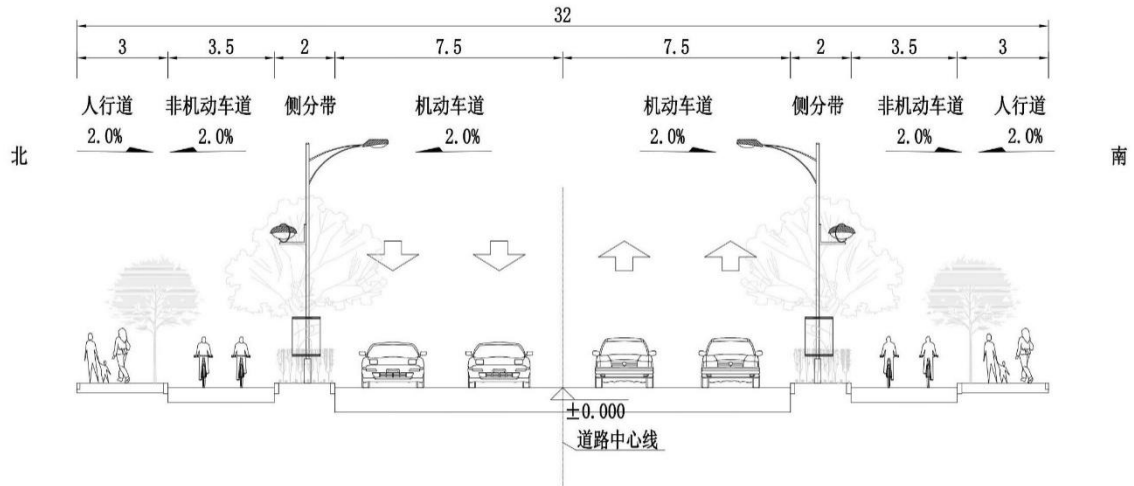 32
3 3.5 2 7.5 7.5 2 3.5 3
人行道 非机动车道 侧分带 机动车道 机动车道 侧分带 非机动车道 人行道
2.0% 2.0% 2.0% 2.0% 2.0% 2.0%
北 南
±0.000
道路中心线